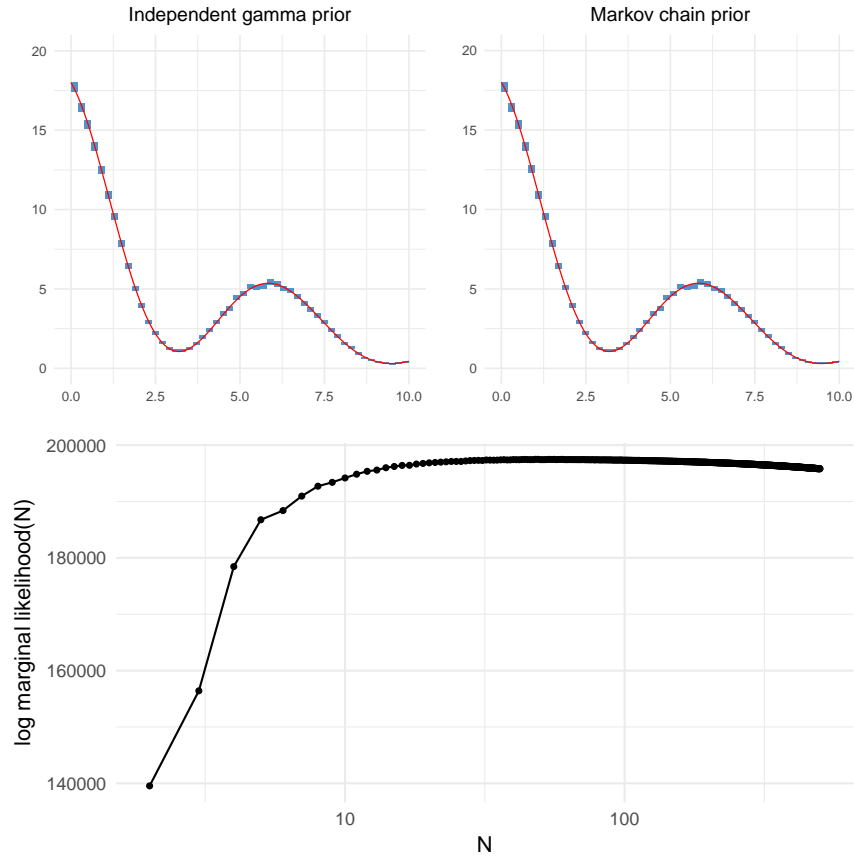 Independent gamma prior Markov chain prior
20 20
15 15
10 10
5 5
0 0
0.0 2.5 5.0 7.5 10.0 0.0 2.5 5.0 7.5 10.0
200000
180000
160000
140000
log marginal likelihood(N)
10 100
N